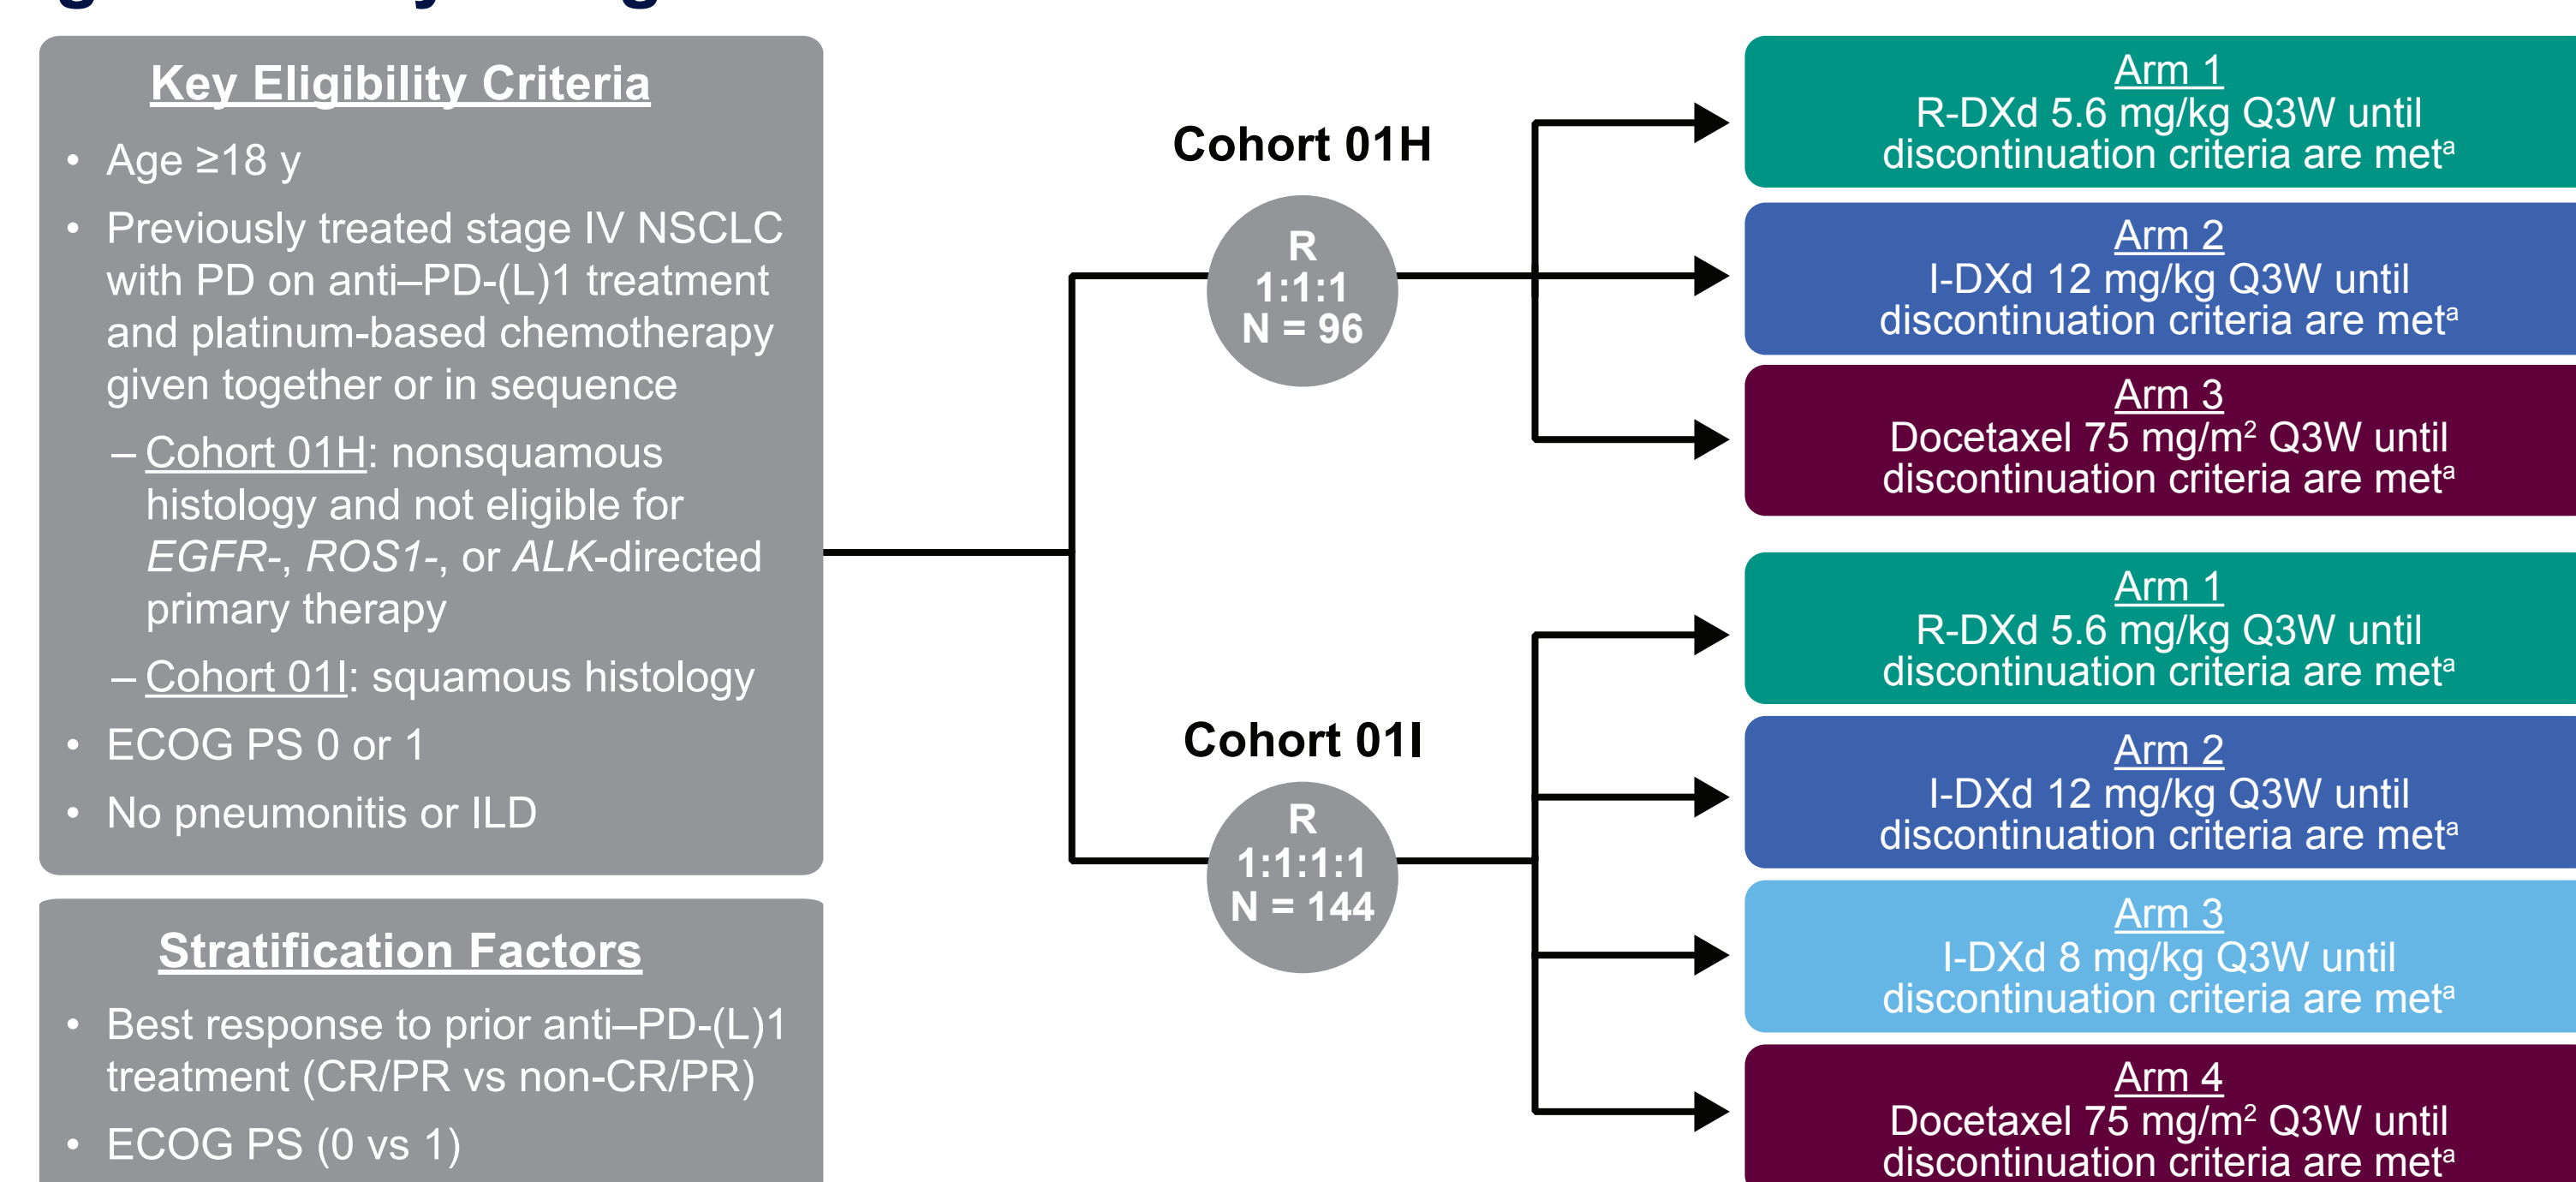 Key Eligibility Criteria
• Age ≥18 y
• Previously treated stage IV NSCLC
with PD on anti–PD-(L)1 treatment
and platinum-based chemotherapy
given together or in sequence
– Cohort 01H: nonsquamous
histology and not eligible for
EGFR-, ROS1-, or ALK-directed
primary therapy
– Cohort 01I: squamous histology
• ECOG PS 0 or 1
• No pneumonitis or ILD
Stratification Factors
• Best response to prior anti–PD-(L)1
treatment (CR/PR vs non-CR/PR)
• ECOG PS (0 vs 1)
Cohort 01H
R
1:1:1
N = 96
Arm 1
R-DXd 5.6 mg/kg Q3W until
discontinuation criteria are metᵃ
Arm 2
I-DXd 12 mg/kg Q3W until
discontinuation criteria are metᵃ
Arm 3
Docetaxel 75 mg/m² Q3W until
discontinuation criteria are metᵃ
Cohort 01I
R
1:1:1:1
N = 144
Arm 1
R-DXd 5.6 mg/kg Q3W until
discontinuation criteria are metᵃ
Arm 2
I-DXd 12 mg/kg Q3W until
discontinuation criteria are metᵃ
Arm 3
I-DXd 8 mg/kg Q3W until
discontinuation criteria are metᵃ
Arm 4
Docetaxel 75 mg/m² Q3W until
discontinuation criteria are metᵃ